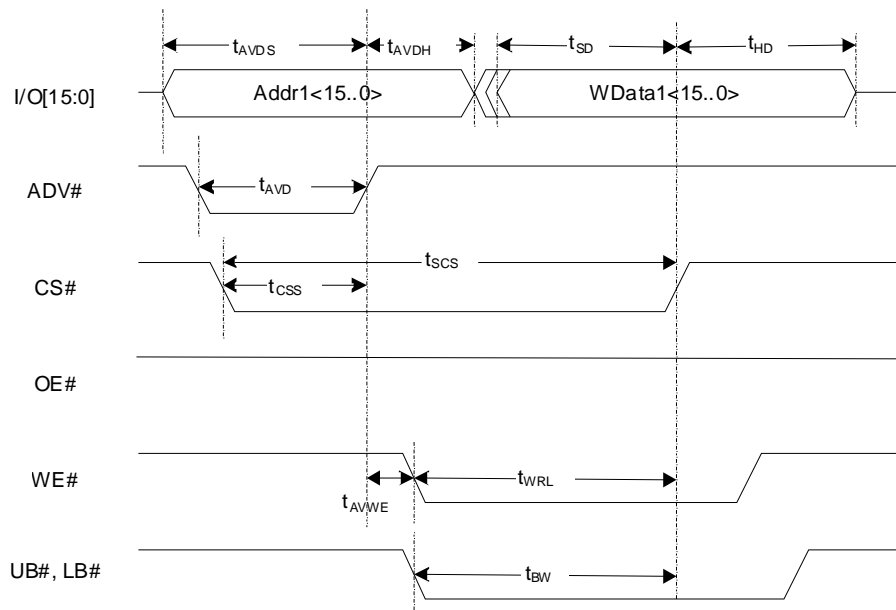 tAVDS tAVDH tSD tHD
I/O[15:0] Addr1<15..0> WData1<15..0>
ADV# tAVD
tSCS
CS# tCSS
OE#
WE# tWRL
tAVWE
UB#, LB# tBW